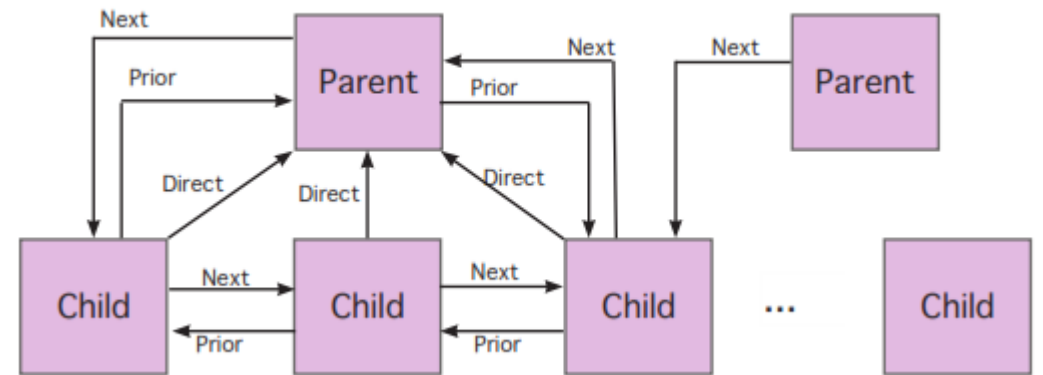 Next
Parent
Next
Prior
Next
Parent
Prior
Direct
Direct
Direct
Child
Next
Prior
Child
Next
Prior
Child
...
Child